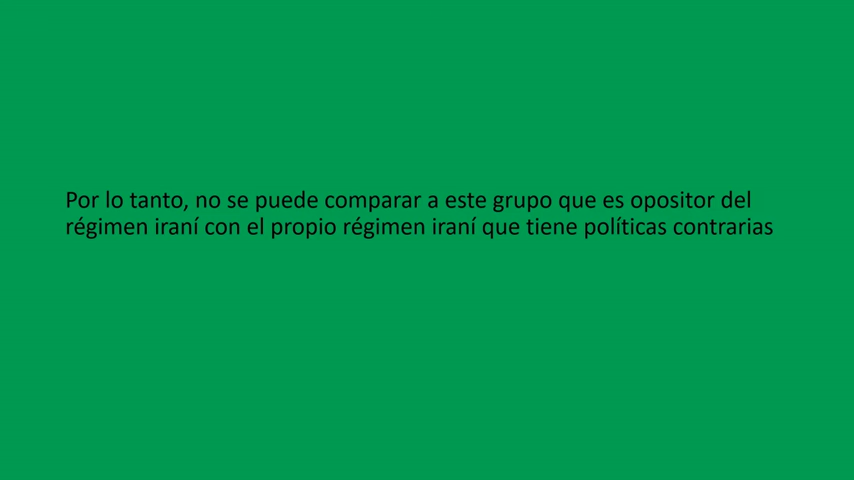 Por lo tanto, no se puede comparar a este grupo que es opositor del
régimen iraní con el propio régimen iraní que tiene políticas contrarias